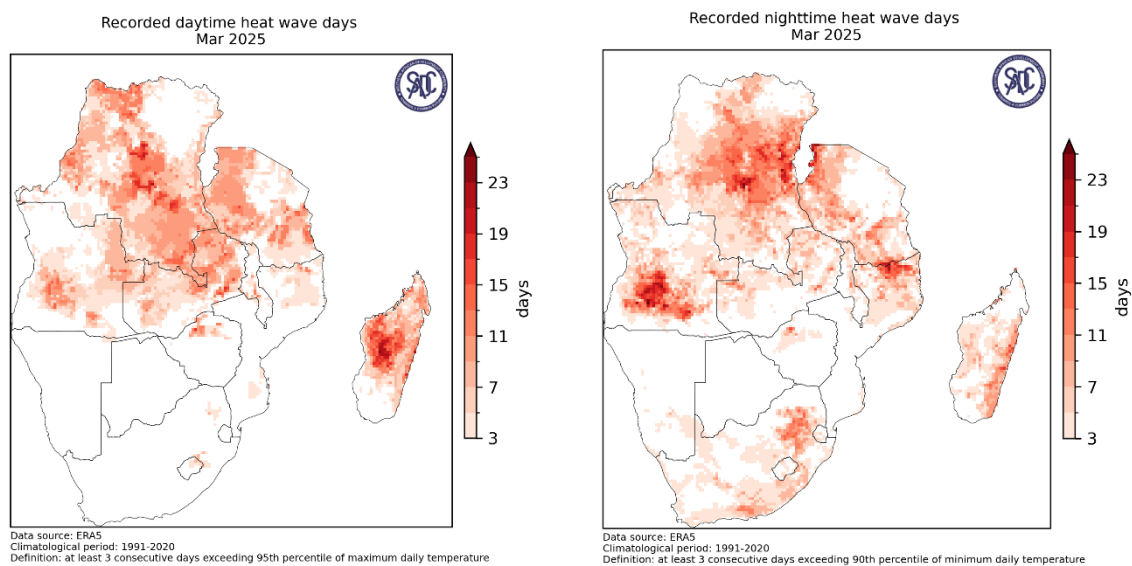 Recorded daytime heat wave days
Mar 2025
SADC
23
19
15
11
7
3
days
Data source: ERA5
Climatological period: 1991-2020
Definition: at least 3 consecutive days exceeding 95th percentile of maximum daily temperature
Recorded nighttime heat wave days
Mar 2025
SADC
23
19
15
11
7
3
days
Data source: ERA5
Climatological period: 1991-2020
Definition: at least 3 consecutive days exceeding 90th percentile of minimum daily temperature